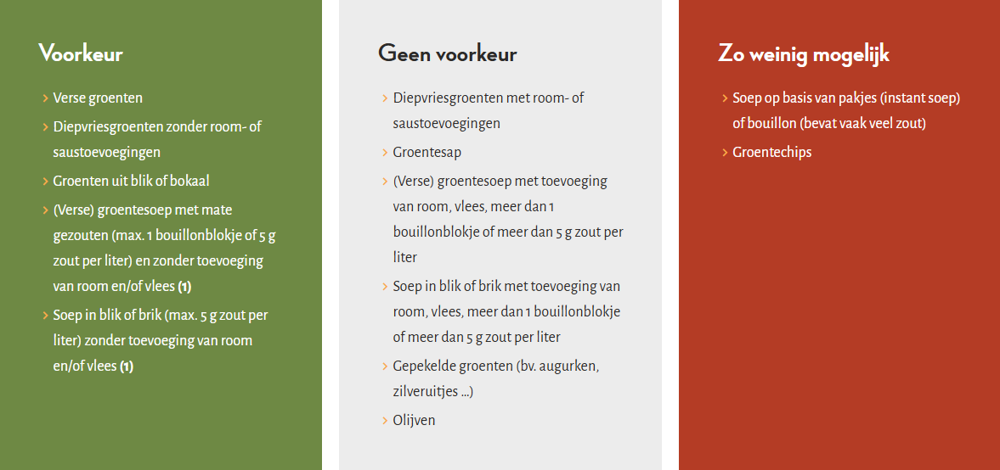 Voorkeur
Verse groenten
Diepvriesgroenten zonder room- of
saustoevoegingen
Groenten uit blik of bokaal
(Verse) groentesoep met mate
gezouten (max. 1 bouillonblokje of 5 g
zout per liter) en zonder toevoeging
van room en/of vlees (1)
Soep in blik of brik (max. 5 g zout per
liter) zonder toevoeging van room
en/of vlees (1)
Geen voorkeur
Diepvriesgroenten met room- of
saustoevoegingen
Groentesap
(Verse) groentesoep met toevoeging
van room, vlees, meer dan 1
bouillonblokje of meer dan 5 g zout per
liter
Soep in blik of brik met toevoeging van
room, vlees, meer dan 1 bouillonblokje
of meer dan 5 g zout per liter
Gepekelde groenten (bv. augurken,
zilveruitjes ...)
Olijven
Zo weinig mogelijk
Soep op basis van pakjes (instant soep)
of bouillon (bevat vaak veel zout)
Groentechips